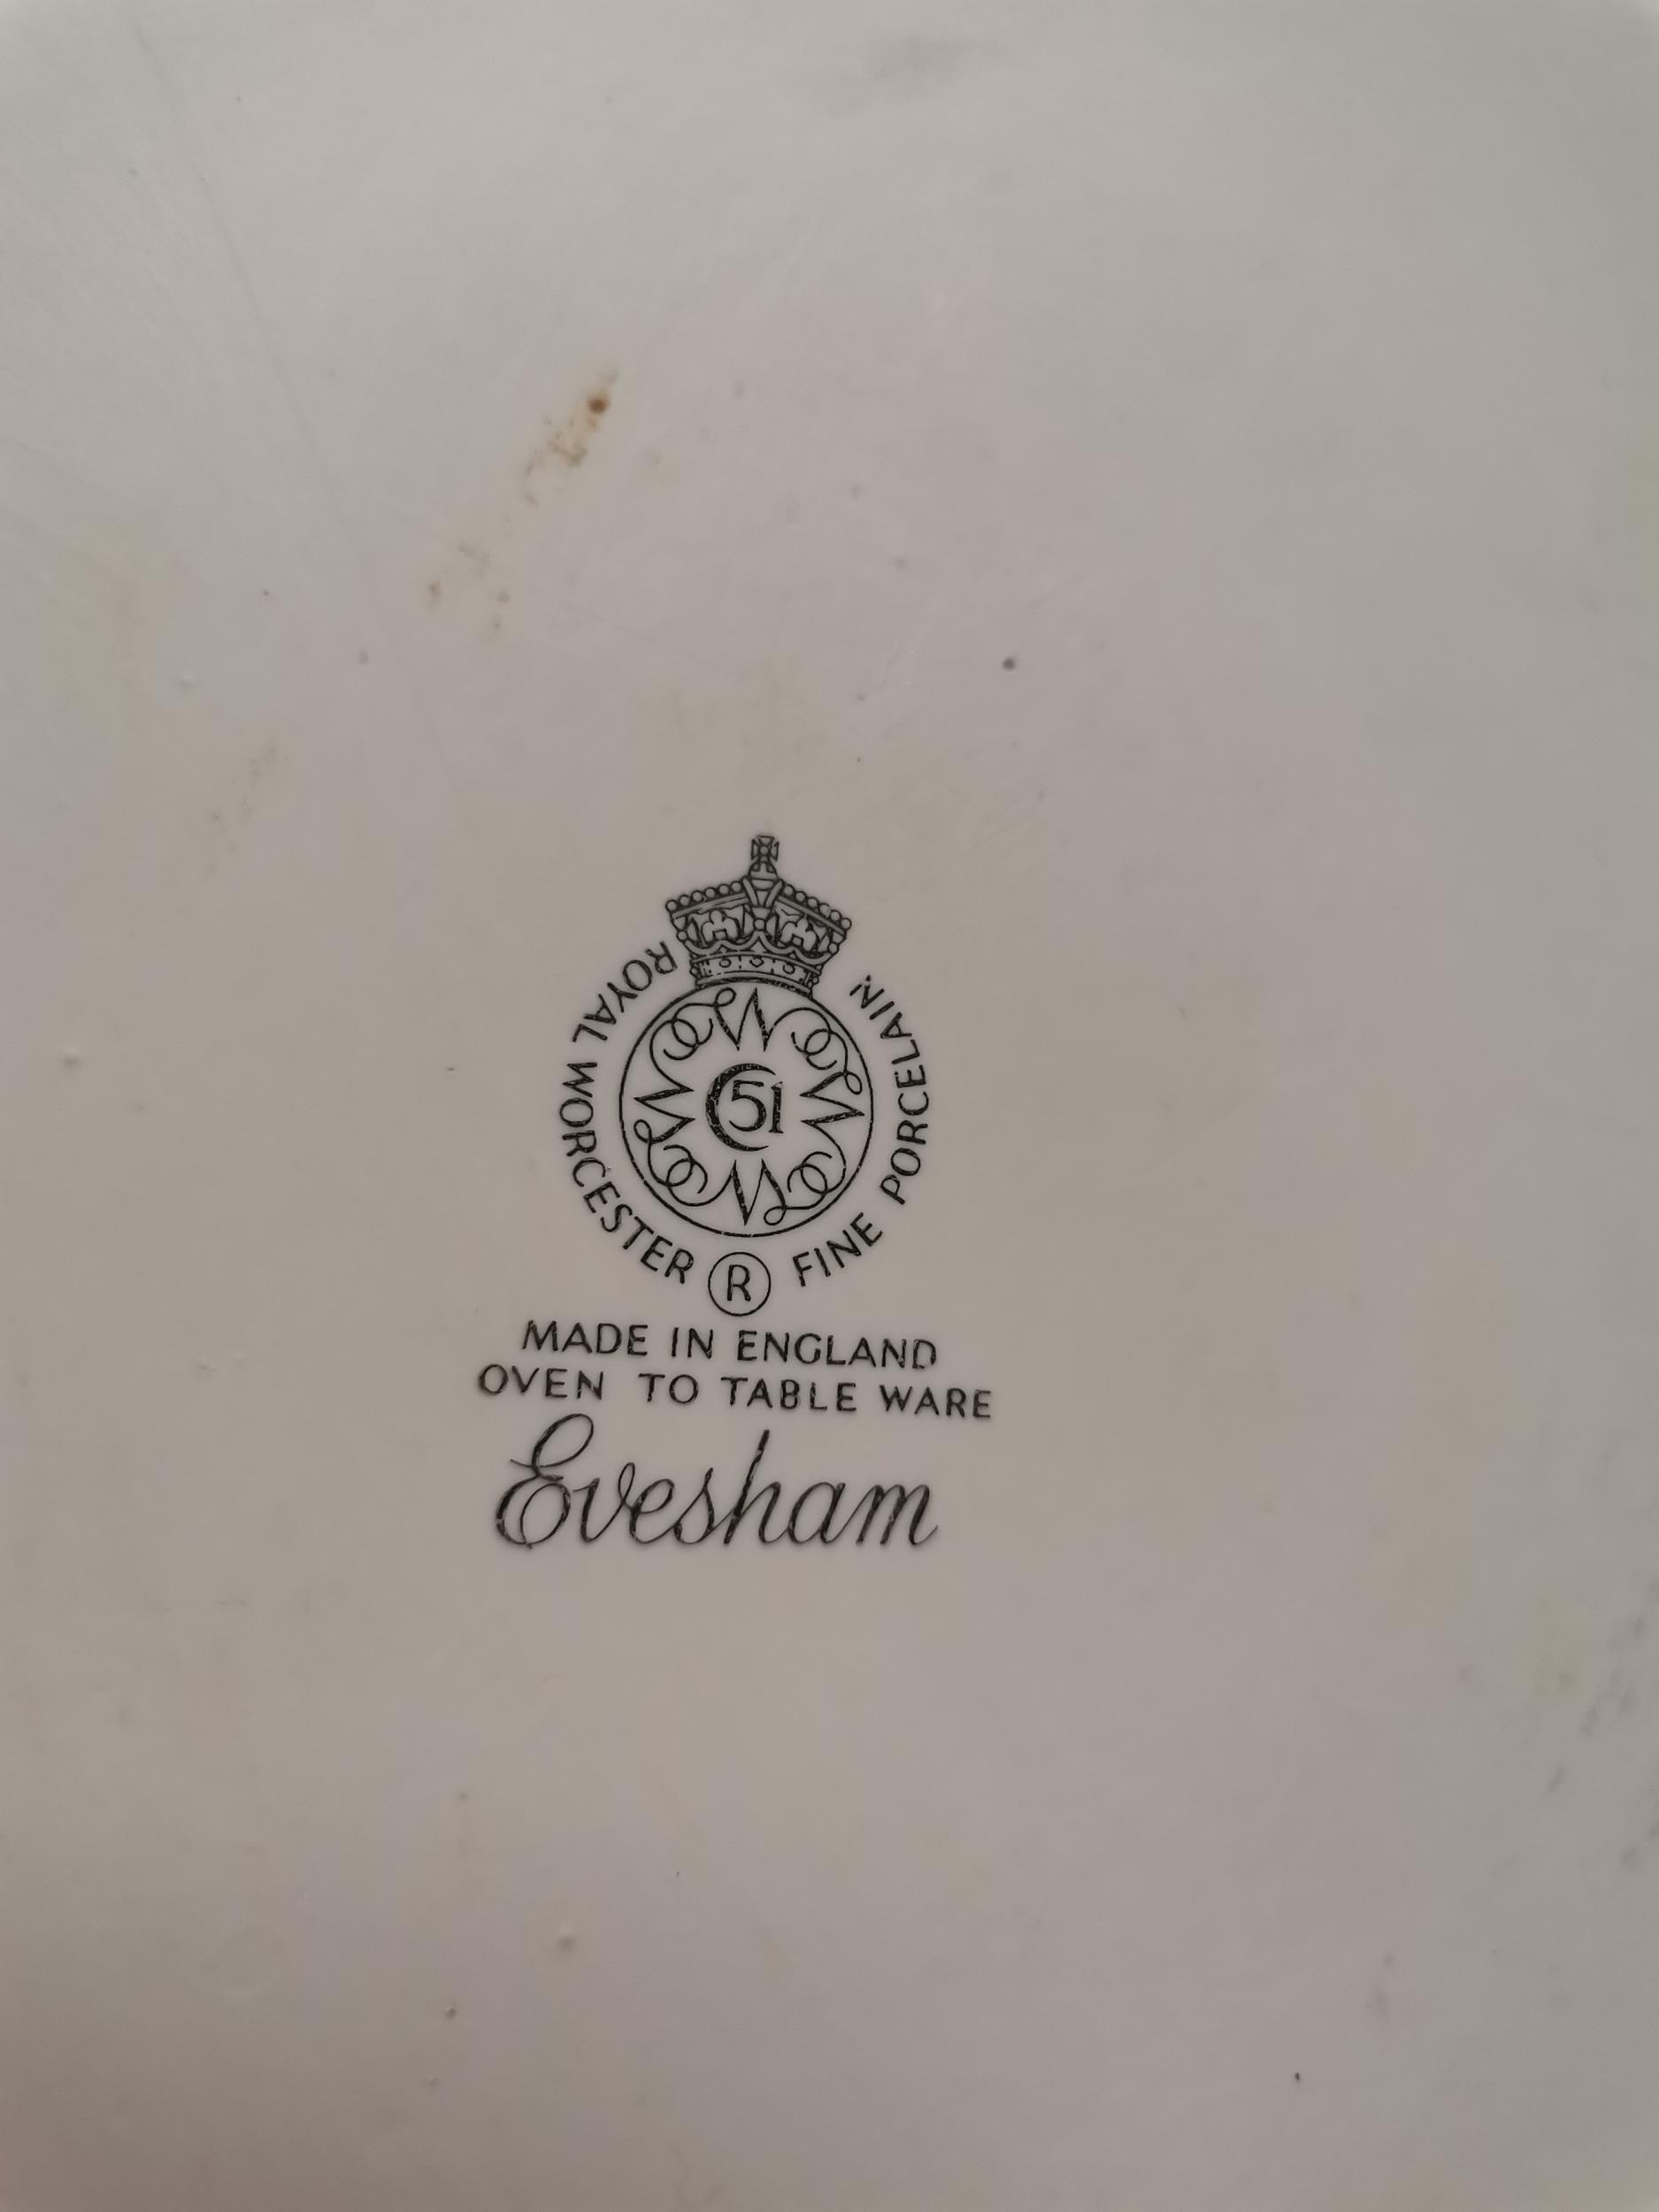 ROYAL WORCESTER ® FINE PORCELAIN
51
MADE IN ENGLAND
OVEN TO TABLE WARE
Evesham